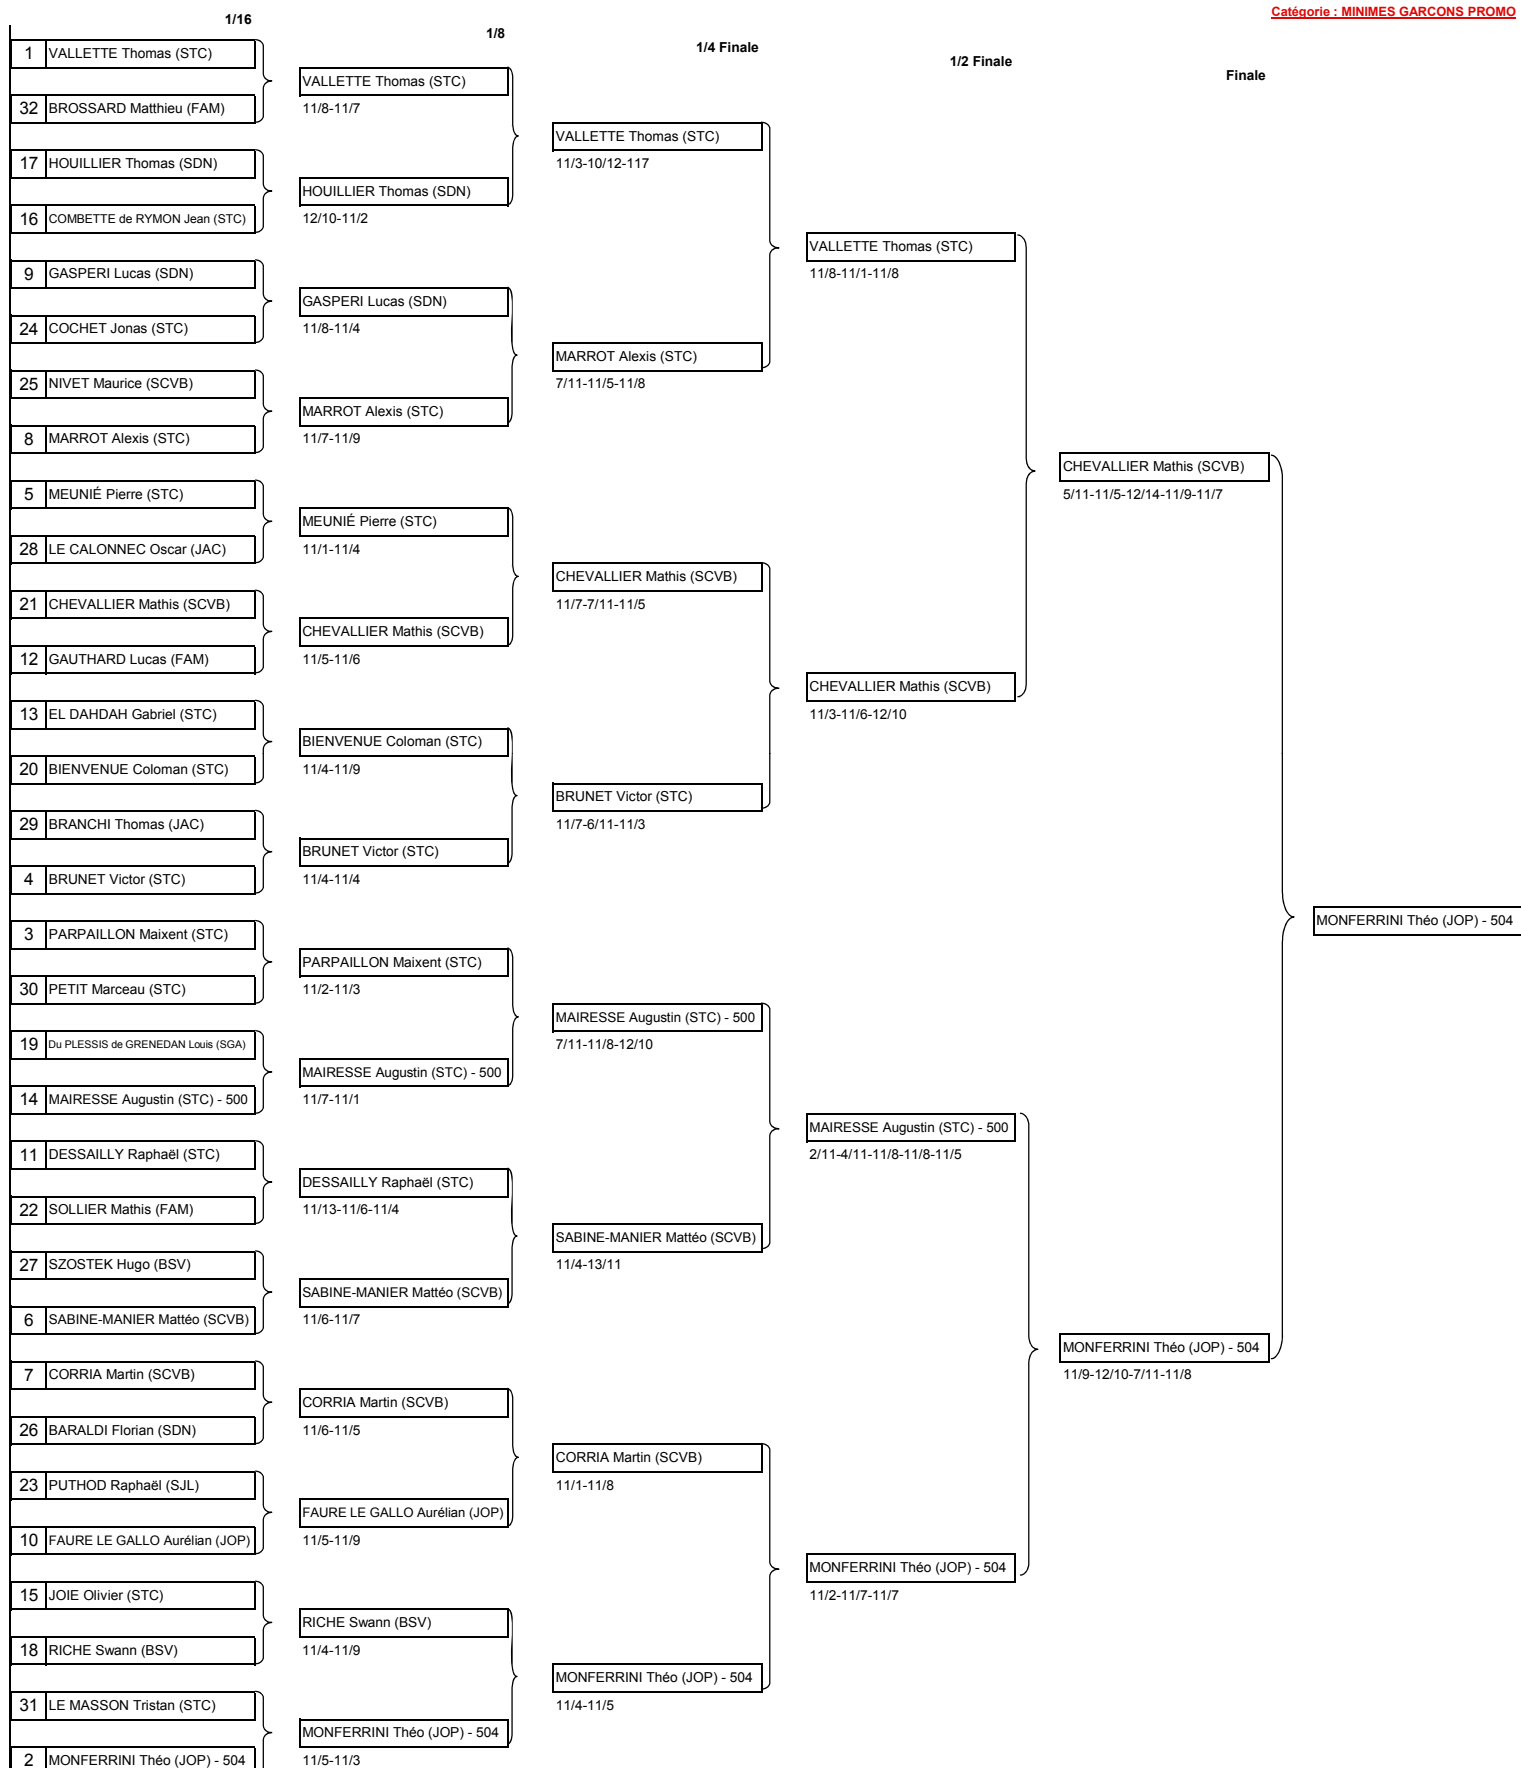 Catégorie : MINIMES GARCONS PROMO
1/16
1/8
1/4 Finale
1/2 Finale
Finale
1 VALLETTE Thomas (STC)
32 BROSSARD Matthieu (FAM)
17 HOUILLIER Thomas (SDN)
16 COMBETTE de RYMON Jean (STC)
9 GASPERI Lucas (SDN)
24 COCHET Jonas (STC)
25 NIVET Maurice (SCVB)
8 MARROT Alexis (STC)
5 MEUNIÉ Pierre (STC)
28 LE CALONNEC Oscar (JAC)
21 CHEVALLIER Mathis (SCVB)
12 GAUTHARD Lucas (FAM)
13 EL DAHDAH Gabriel (STC)
20 BIENVENUE Coloman (STC)
29 BRANCHI Thomas (JAC)
4 BRUNET Victor (STC)
3 PARPAILLON Maixent (STC)
30 PETIT Marceau (STC)
19 Du PLESSIS de GRENEDAN Louis (SGA)
14 MAIRESSE Augustin (STC) - 500
11 DESSAILLY Raphaël (STC)
22 SOLLIER Mathis (FAM)
27 SZOSTEK Hugo (BSV)
6 SABINE-MANIER Mattéo (SCVB)
7 CORRIA Martin (SCVB)
26 BARALDI Florian (SDN)
23 PUTHOD Raphaël (SJL)
10 FAURE LE GALLO Aurélian (JOP)
15 JOIE Olivier (STC)
18 RICHE Swann (BSV)
31 LE MASSON Tristan (STC)
2 MONFERRINI Théo (JOP) - 504
VALLETTE Thomas (STC)
11/8-11/7
HOUILLIER Thomas (SDN)
12/10-11/2
GASPERI Lucas (SDN)
11/8-11/4
MARROT Alexis (STC)
11/7-11/9
MEUNIÉ Pierre (STC)
11/1-11/4
CHEVALLIER Mathis (SCVB)
11/5-11/6
BIENVENUE Coloman (STC)
11/4-11/9
BRUNET Victor (STC)
11/4-11/4
PARPAILLON Maixent (STC)
11/2-11/3
MAIRESSE Augustin (STC) - 500
11/7-11/1
DESSAILLY Raphaël (STC)
11/13-11/6-11/4
SABINE-MANIER Mattéo (SCVB)
11/6-11/7
CORRIA Martin (SCVB)
11/6-11/5
FAURE LE GALLO Aurélian (JOP)
11/5-11/9
RICHE Swann (BSV)
11/4-11/9
MONFERRINI Théo (JOP) - 504
11/5-11/3
VALLETTE Thomas (STC)
11/3-10/12-117
MARROT Alexis (STC)
7/11-11/5-11/8
CHEVALLIER Mathis (SCVB)
11/7-7/11-11/5
BRUNET Victor (STC)
11/7-6/11-11/3
MAIRESSE Augustin (STC) - 500
7/11-11/8-12/10
SABINE-MANIER Mattéo (SCVB)
11/4-13/11
CORRIA Martin (SCVB)
11/1-11/8
MONFERRINI Théo (JOP) - 504
11/4-11/5
VALLETTE Thomas (STC)
11/8-11/1-11/8
CHEVALLIER Mathis (SCVB)
11/3-11/6-12/10
MAIRESSE Augustin (STC) - 500
2/11-4/11-11/8-11/8-11/5
MONFERRINI Théo (JOP) - 504
11/2-11/7-11/7
CHEVALLIER Mathis (SCVB)
5/11-11/5-12/14-11/9-11/7
MONFERRINI Théo (JOP) - 504
11/9-12/10-7/11-11/8
MONFERRINI Théo (JOP) - 504